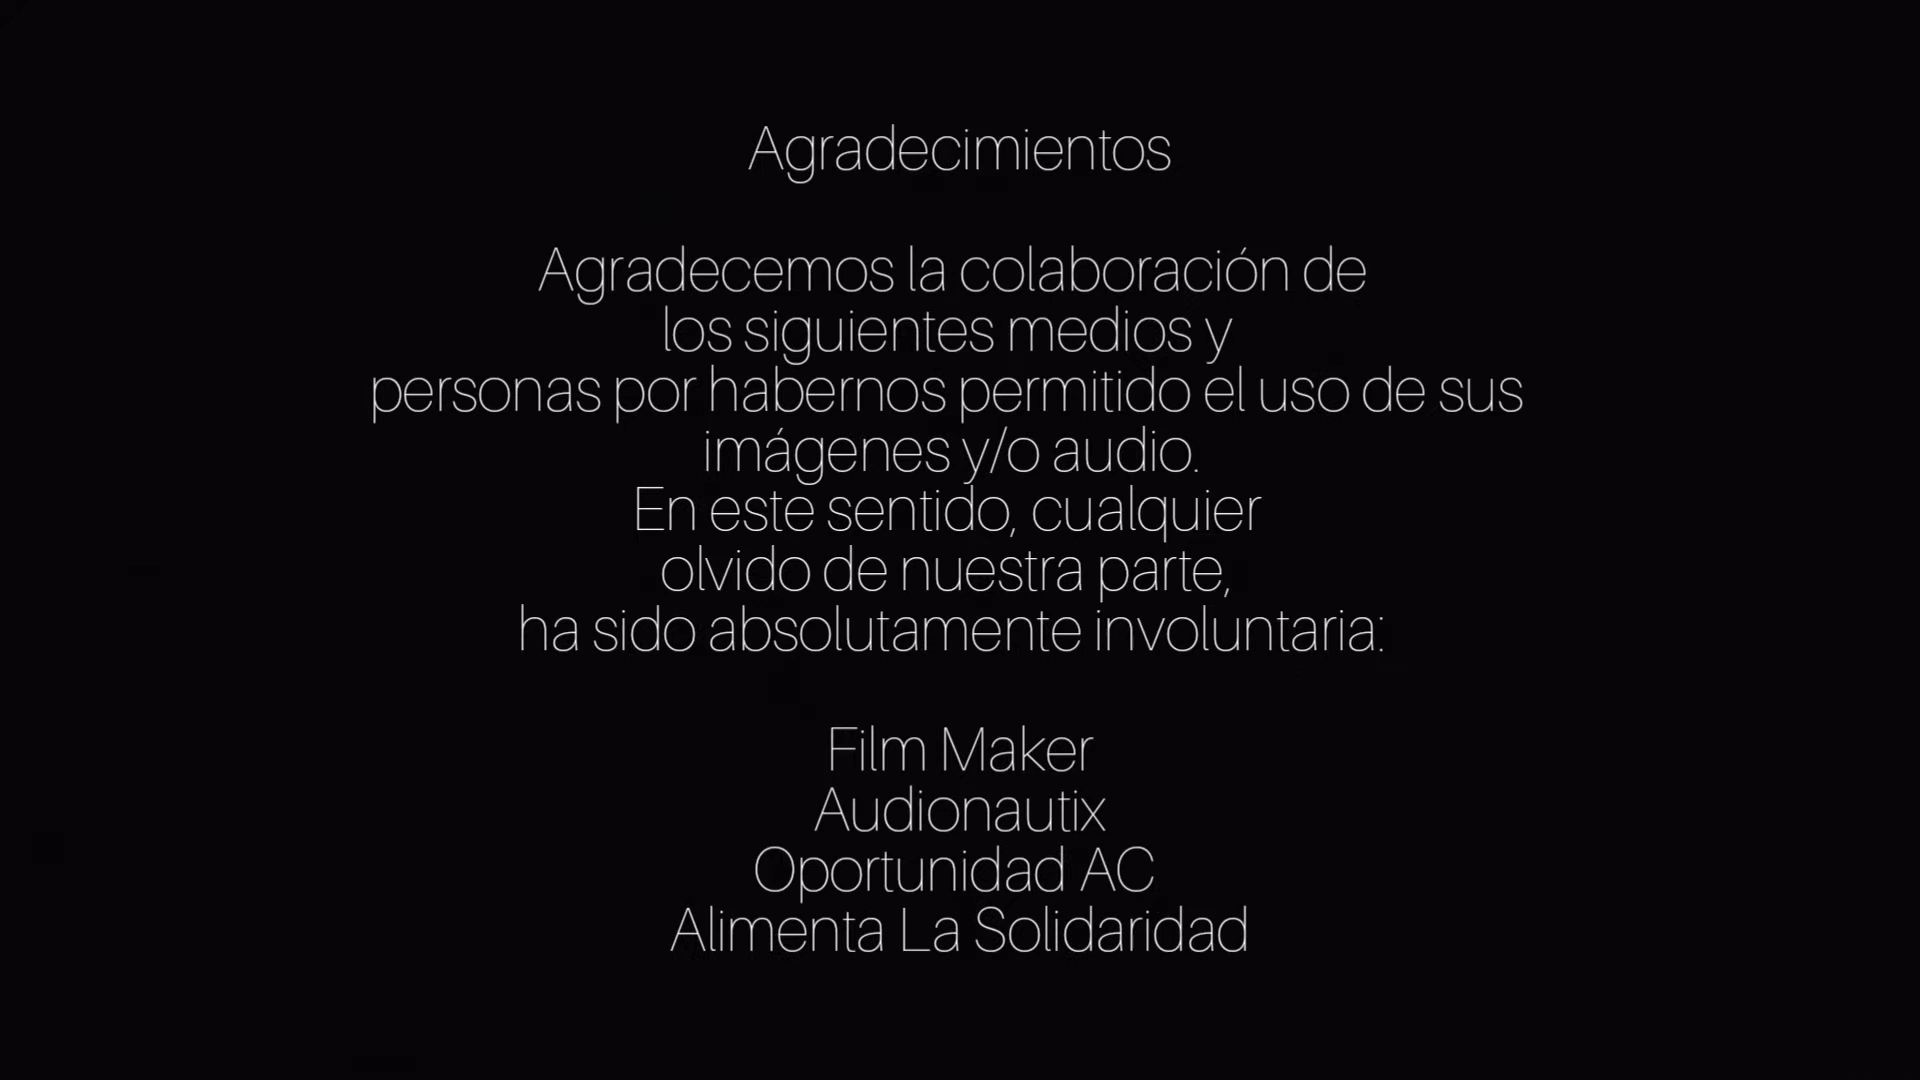 Agradecimientos
Agradecemos la colaboración de
los siguientes medios y
personas por habernos permitido el uso de sus
imágenes y/o audio.
En este sentido, cualquier
olvido de nuestra parte,
ha sido absolutamente involuntaria:
Film Maker
Audionautix
Oportunidad AC
Alimenta La Solidaridad